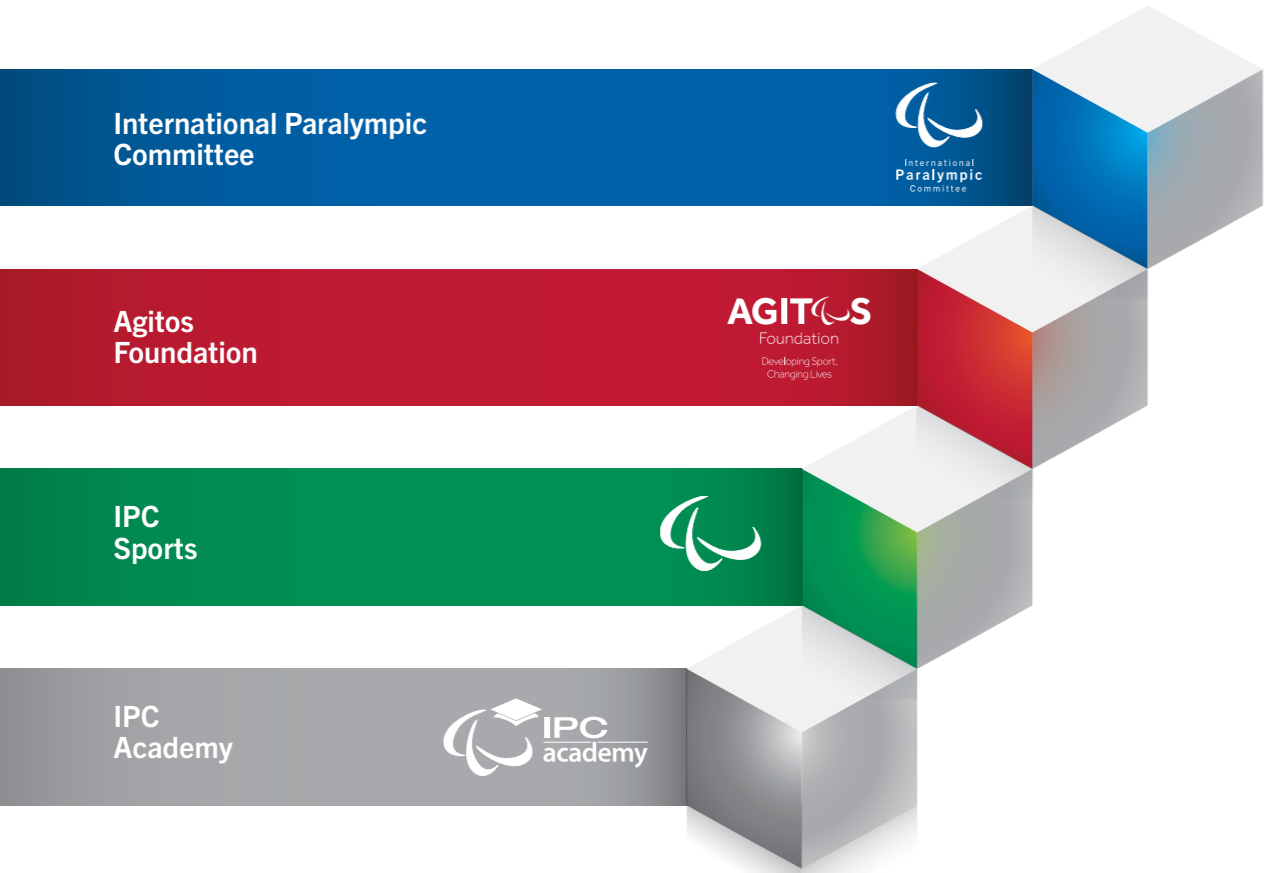 International Paralympic
Committee
International
Paralympic
Committee
Agitos
Foundation
AGITOS
Foundation
Developing Sport.
Changing Lives
IPC
Sports
IPC
Academy
IPC
academy